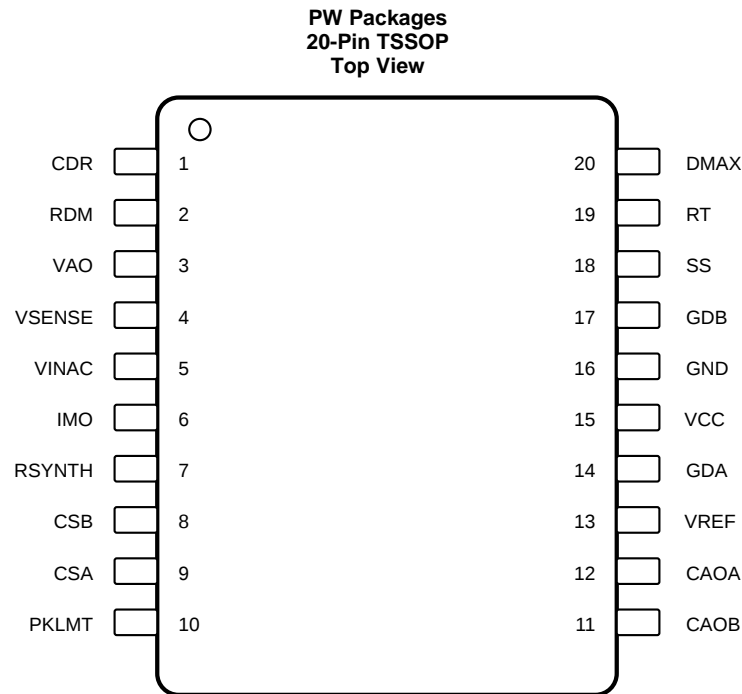 PW Packages
20-Pin TSSOP
Top View
CDR 1 20 DMAX
RDM 2 19 RT
VAO 3 18 SS
VSENSE 4 17 GDB
VINAC 5 16 GND
IMO 6 15 VCC
RSYNTH 7 14 GDA
CSB 8 13 VREF
CSA 9 12 CAOA
PKLMT 10 11 CAOB